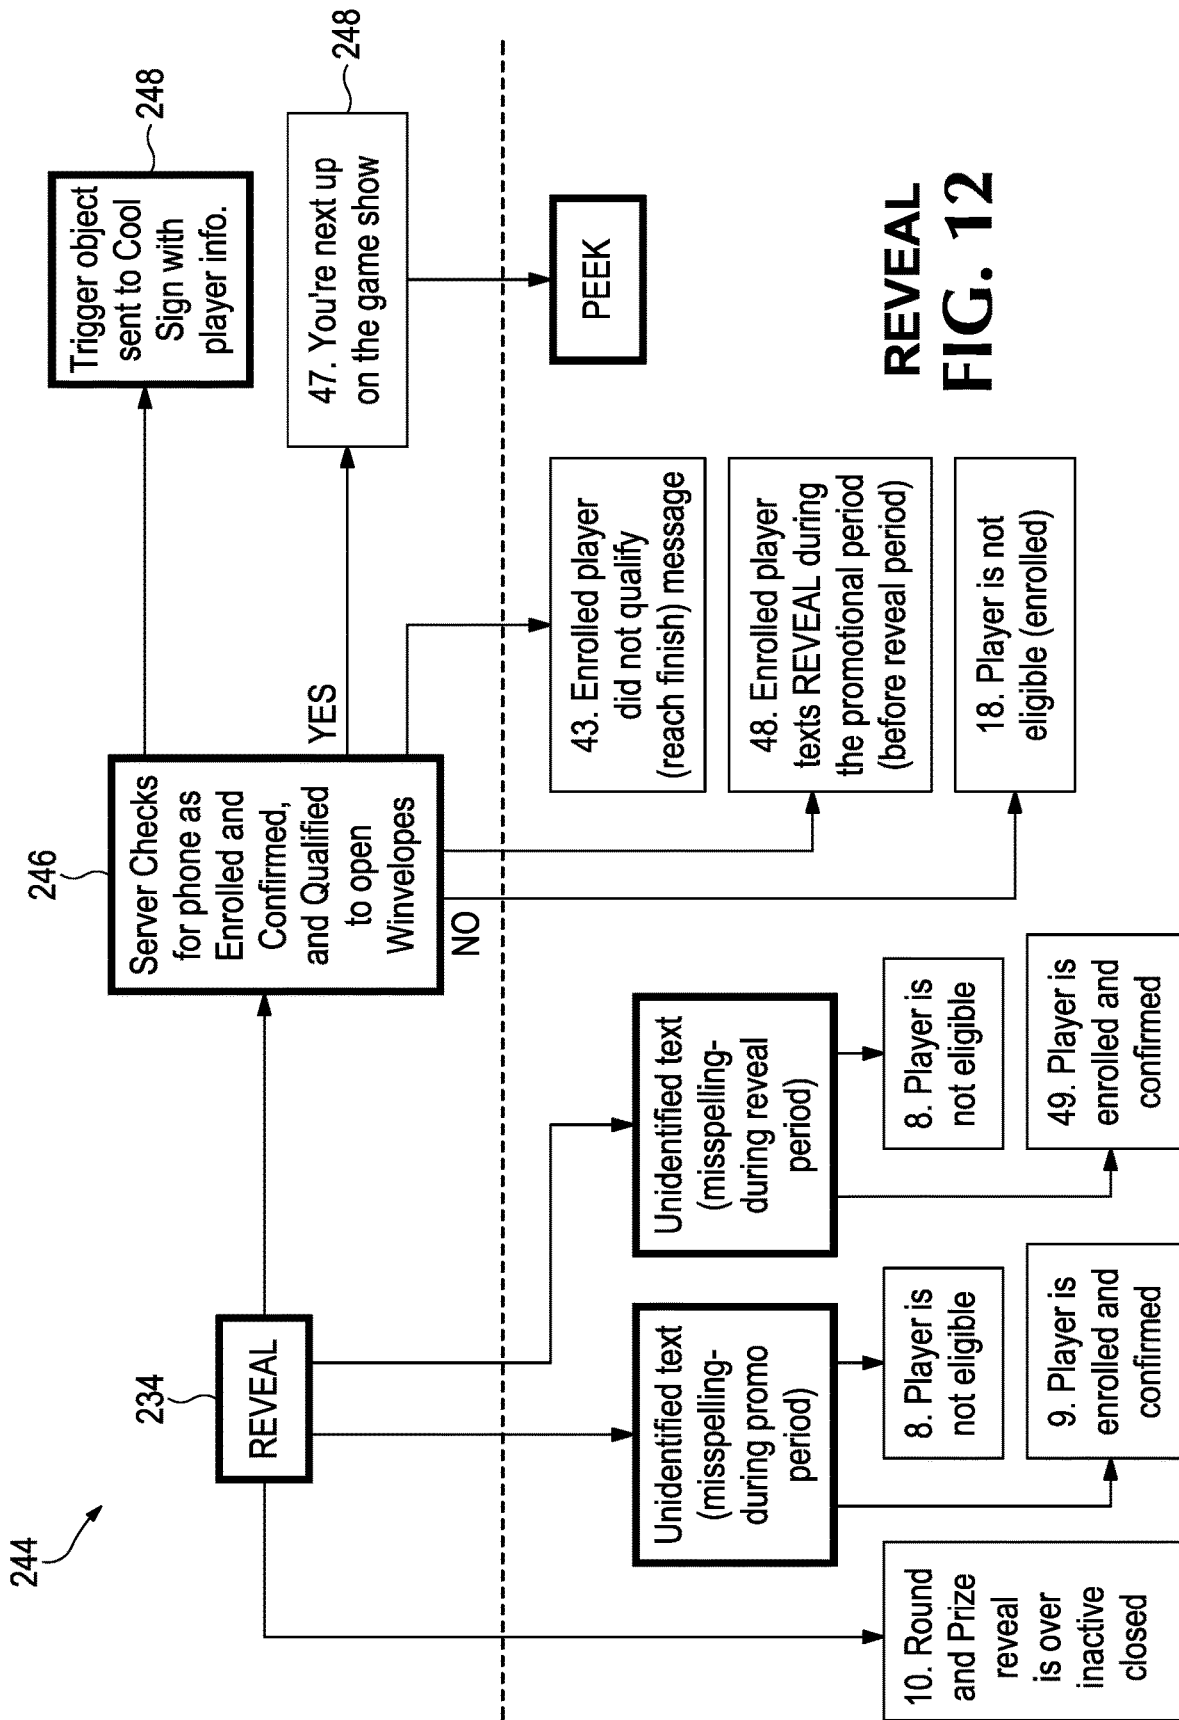 244
234
REVEAL
246
Server Checks
for phone as
Enrolled and
Confirmed,
and Qualified
to open
Winvelopes
YES
NO
248
Trigger object
sent to Cool
Sign with
player info.
248
47. You're next up
on the game show
10. Round
and Prize
reveal
is over
inactive
closed
Unidentified text
(misspelling-
during promo
period)
8. Player is
not eligible
9. Player is
enrolled and
confirmed
Unidentified text
(misspelling-
during reveal
period)
8. Player is
not eligible
49. Player is
enrolled and
confirmed
43. Enrolled player
did not qualify
(reach finish) message
48. Enrolled player
texts REVEAL during
the promotional period
(before reveal period)
18. Player is not
eligible (enrolled)
PEEK
REVEAL
FIG. 12